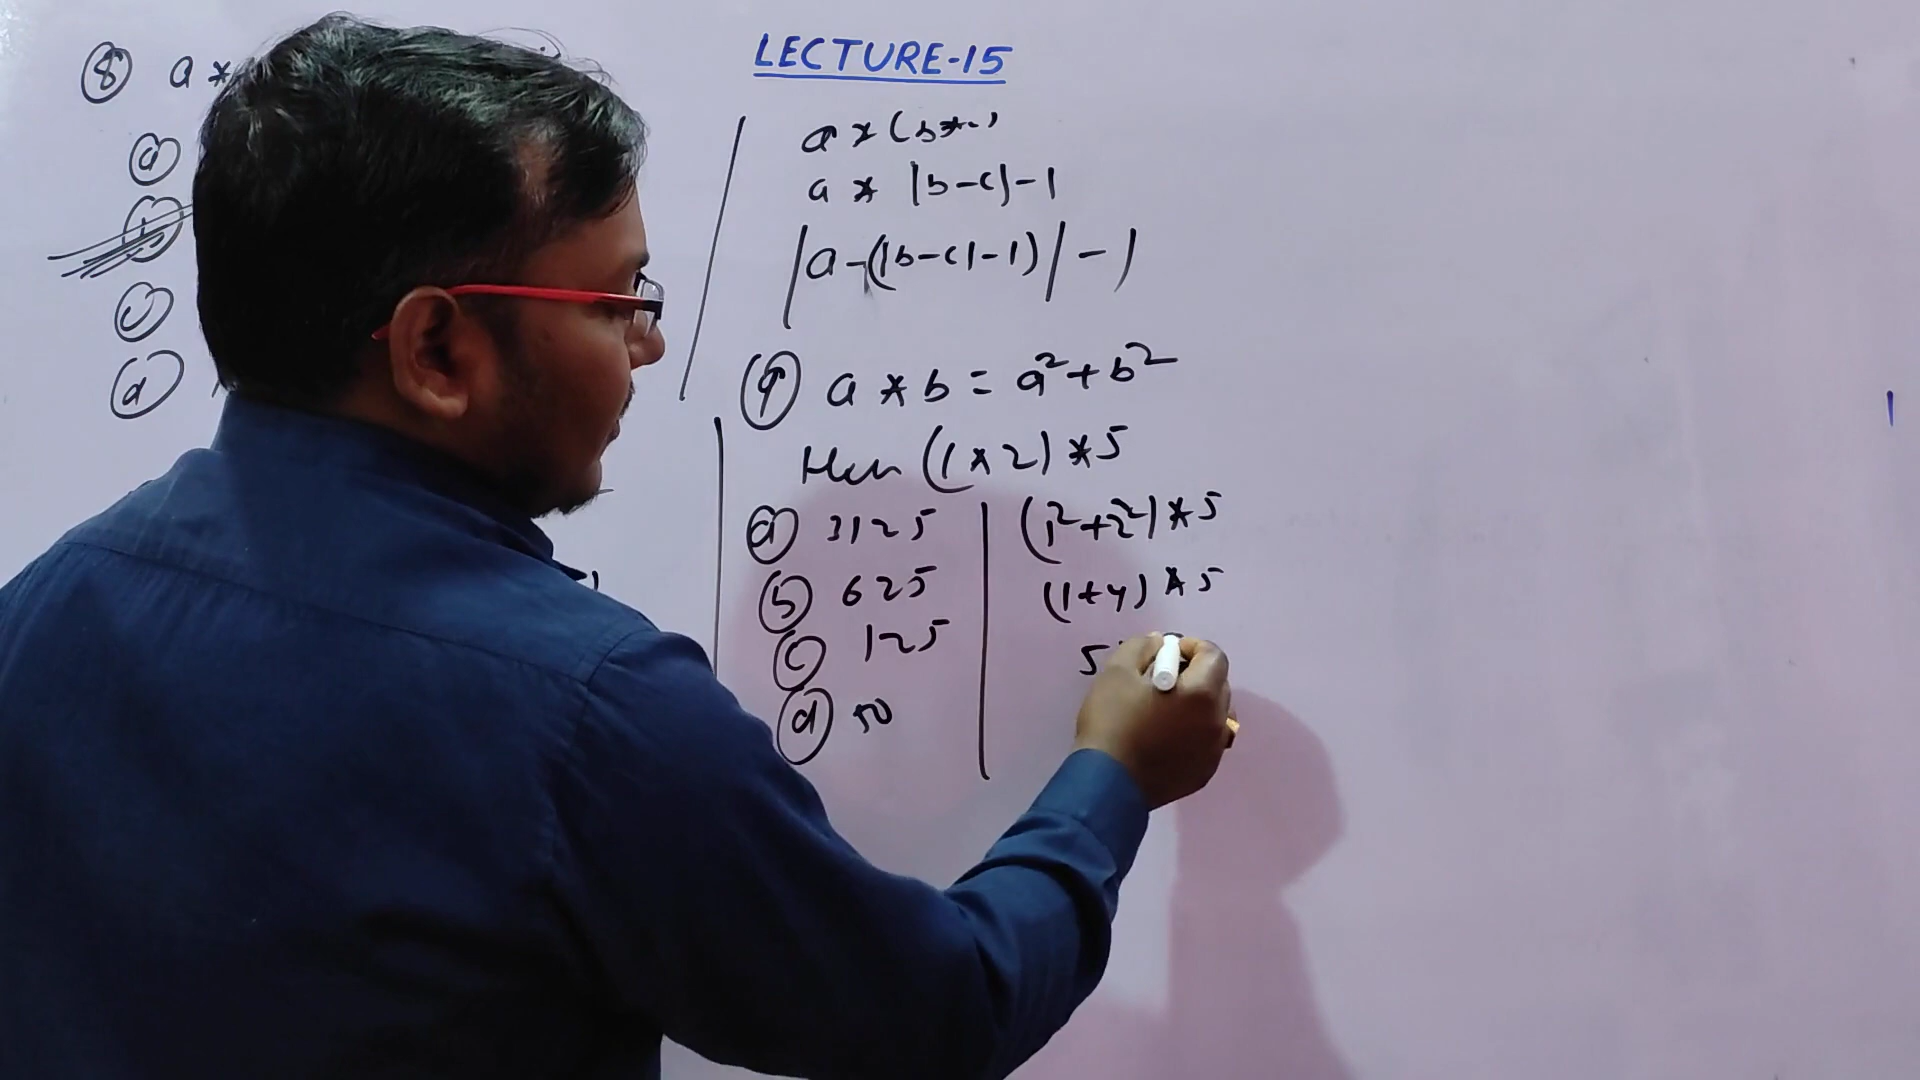 LECTURE-15
⑧ a *
ⓐ
ⓑ
ⓒ
ⓓ
a * (b*c)
a * |b-c|-1
|a-(|b-c|-1)|-1
⑨ a * b = a²+b²
then (1*2)*5
ⓐ 3125
ⓑ 625
ⓒ 125
ⓓ 50
(1²+2²)*5
(1+4)*5
5